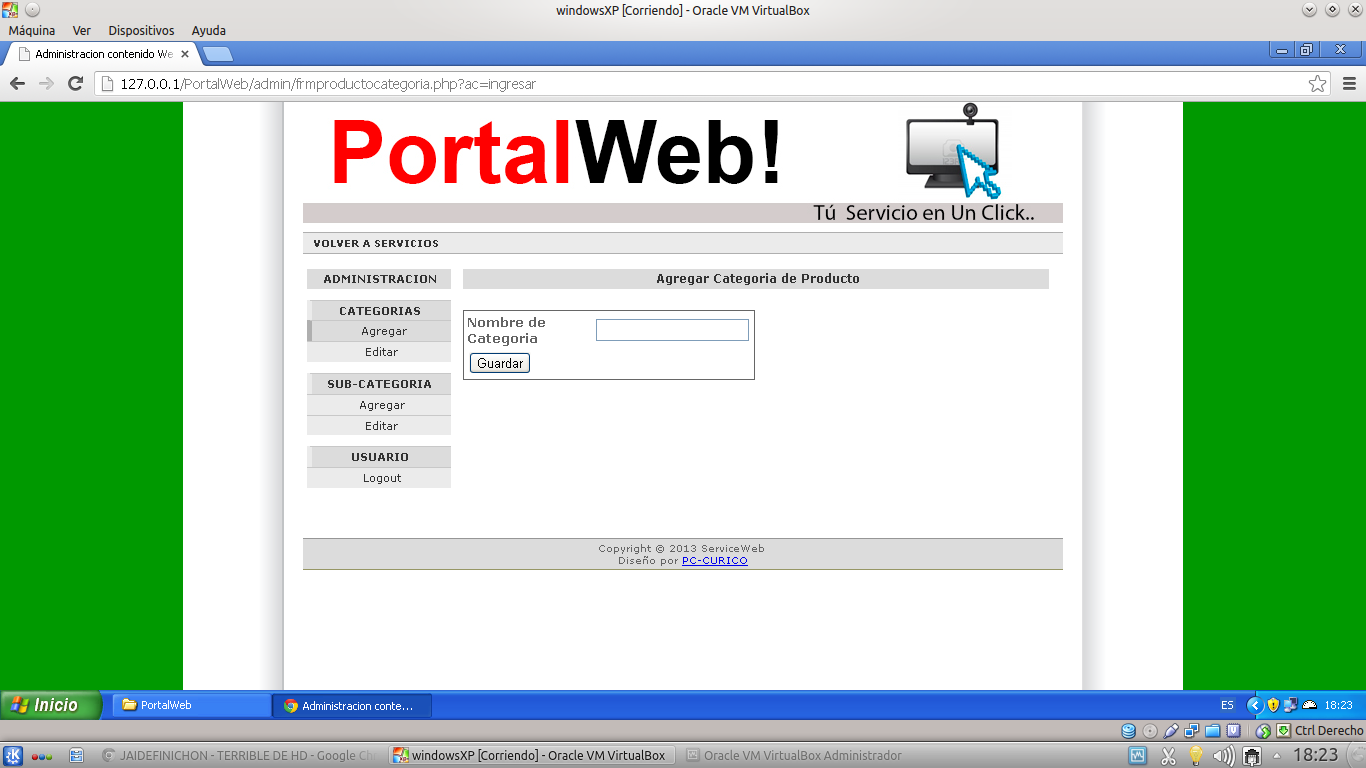 windowsXP [Corriendo] - Oracle VM VirtualBox
Máquina Ver Dispositivos Ayuda
Administracion contenido We
127.0.0.1/PortalWeb/admin/frmproductocategoria.php?ac=ingresar
PortalWeb!
Tú Servicio en Un Click..
VOLVER A SERVICIOS
ADMINISTRACION
CATEGORIAS
Agregar
Editar
SUB-CATEGORIA
Agregar
Editar
USUARIO
Logout
Agregar Categoria de Producto
Nombre de
Categoria
Guardar
Copyright © 2013 ServiceWeb
Diseño por PC-CURICO
Inicio
PortalWeb
Administracion conte...
ES
18:23
Ctrl Derecho
JAIDEFINICHON - TERRIBLE DE HD - Google Ch
windowsXP [Corriendo] - Oracle VM VirtualBox
Oracle VM VirtualBox Administrador
18:23